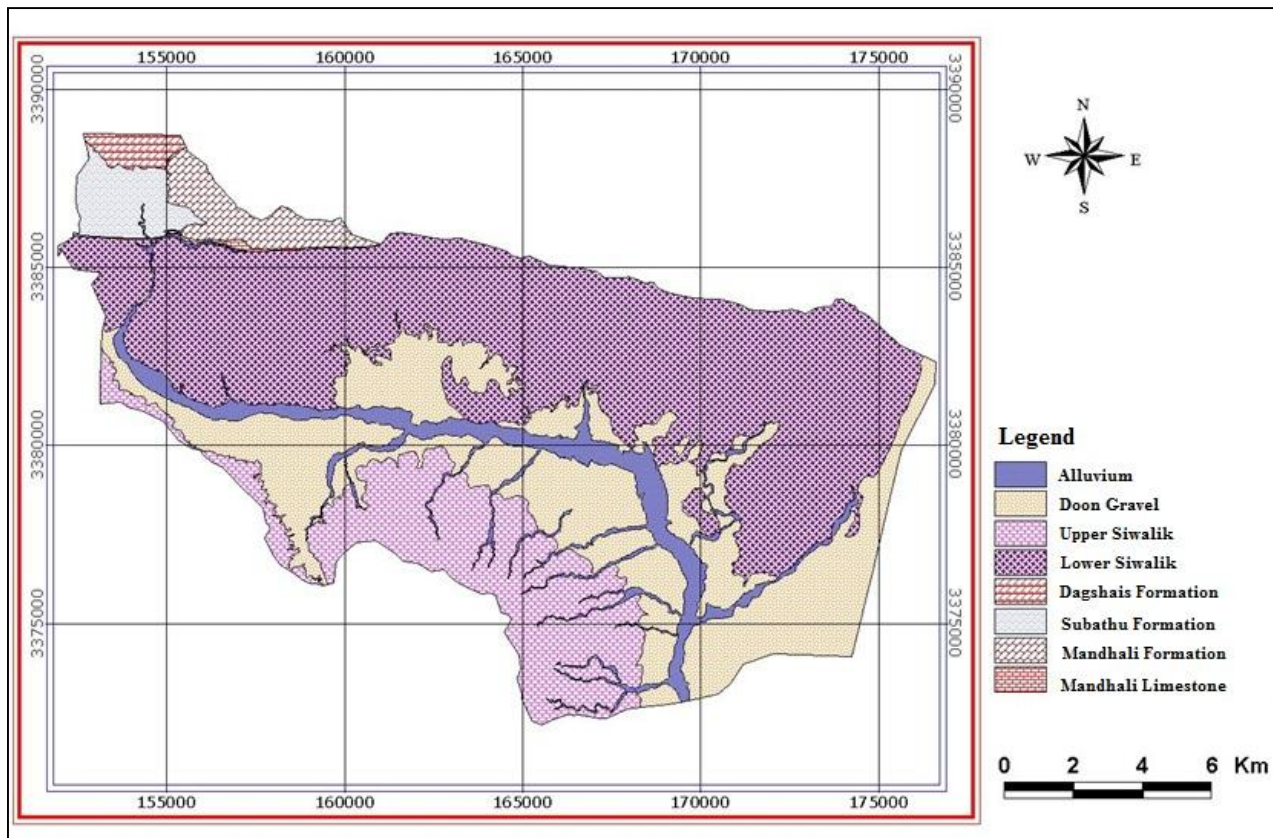 155000 160000 165000 170000 175000
3390000 3390000
N
W E
S
3385000 3385000
3380000 3380000
Legend
Alluvium
Doon Gravel
Upper Siwalik
Lower Siwalik
Dagshais Formation
3375000 3375000
Subathu Formation
Mandhali Formation
Mandhali Limestone
0 2 4 6 Km
155000 160000 165000 170000 175000